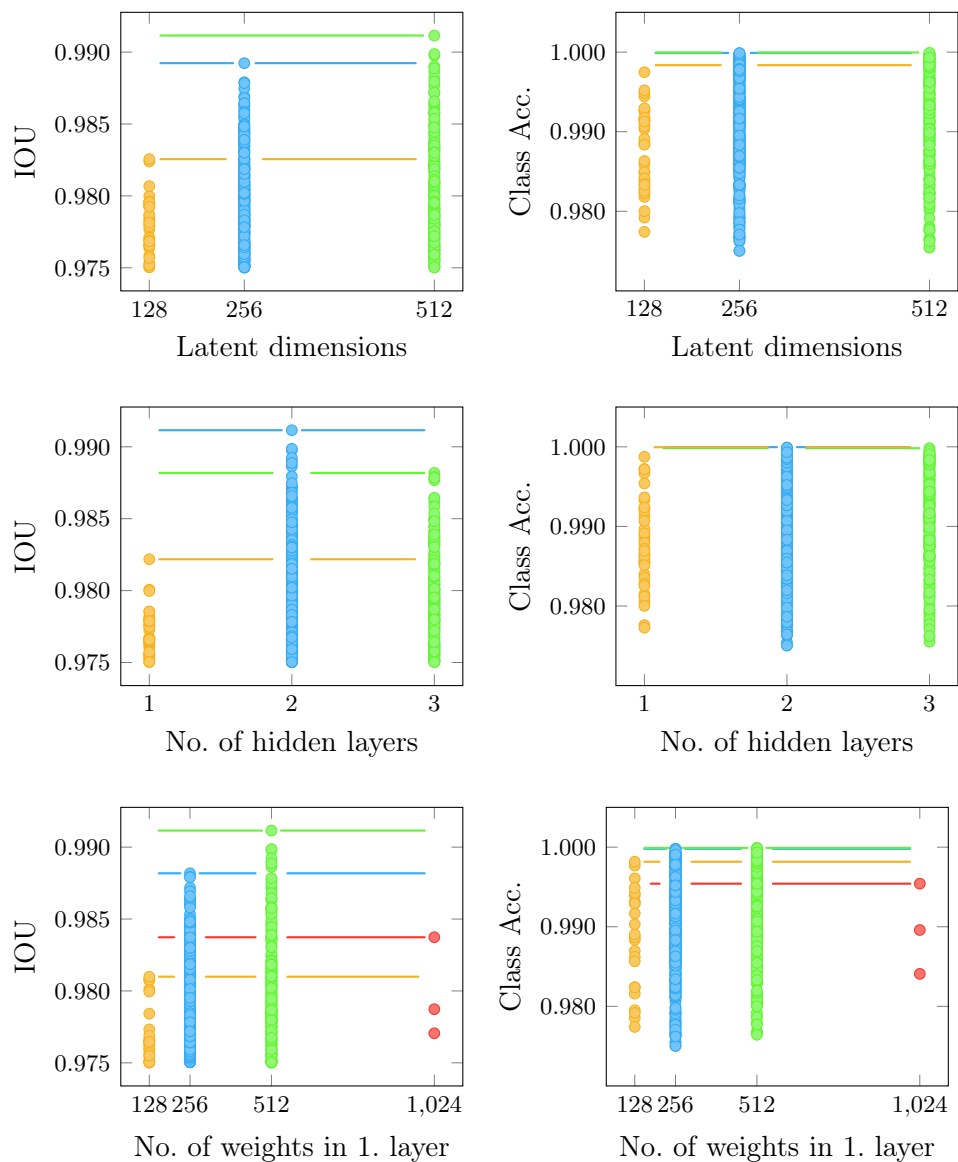 0.990
0.985
0.980
0.975
IOU
128 256 512
Latent dimensions
1.000
0.990
0.980
Class Acc.
128 256 512
Latent dimensions
0.990
0.985
0.980
0.975
IOU
1 2 3
No. of hidden layers
1.000
0.990
0.980
Class Acc.
1 2 3
No. of hidden layers
0.990
0.985
0.980
0.975
IOU
128 256 512 1,024
No. of weights in 1. layer
1.000
0.990
0.980
Class Acc.
128 256 512 1,024
No. of weights in 1. layer